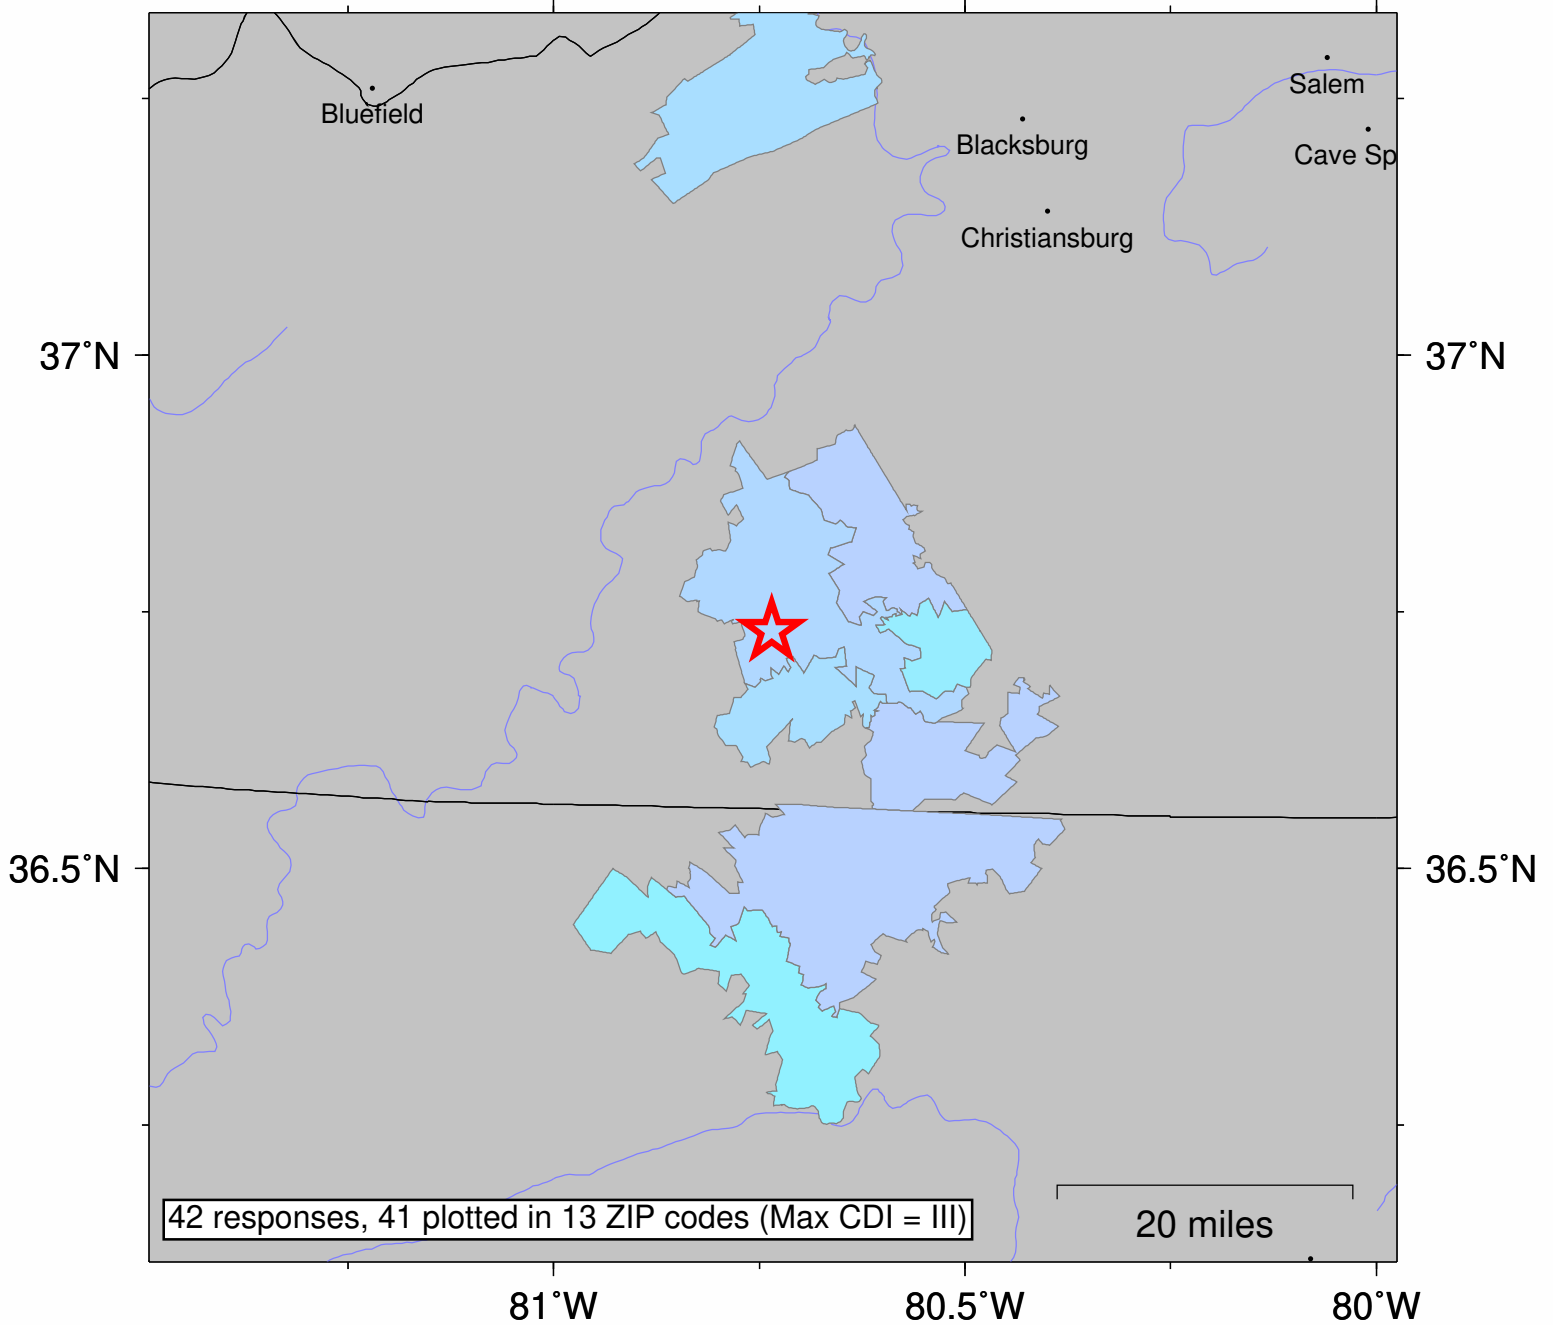 Salem
Bluefield
Blacksburg
Cave Sp
Christiansburg
37°N
37°N
36.5°N
36.5°N
42 responses, 41 plotted in 13 ZIP codes (Max CDI = III)
20 miles
81°W
80.5°W
80°W